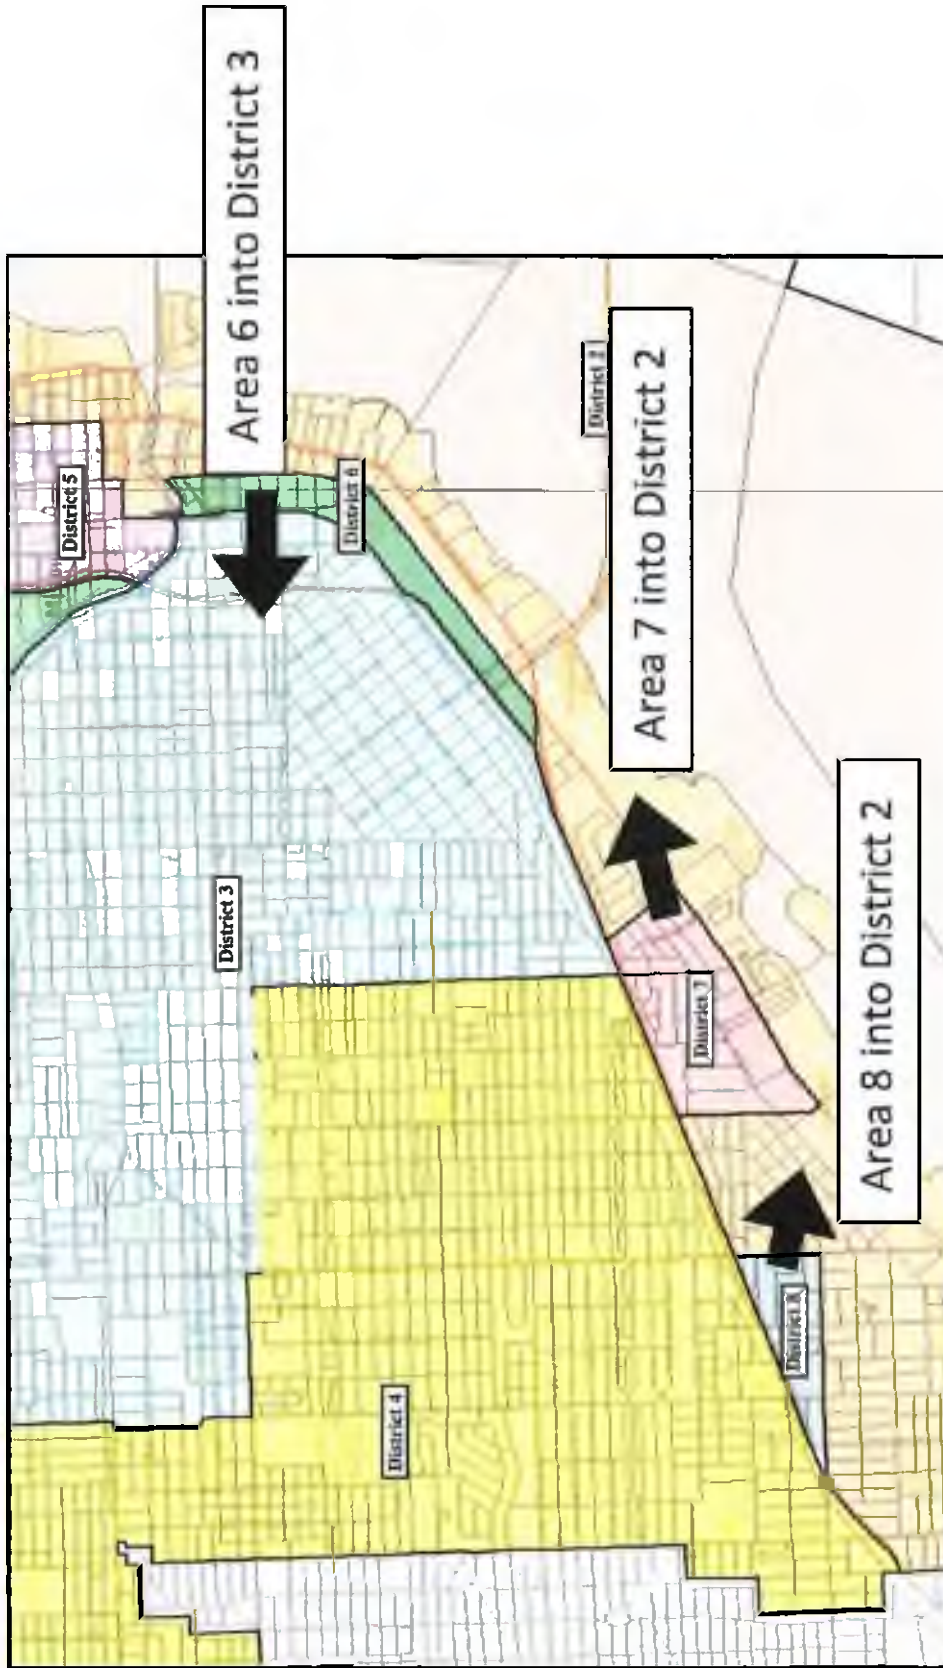 District 5
District 3
Area 6 into District 3
District 6
District 4
District 2
Area 7 into District 2
District 7
District 8
Area 8 into District 2